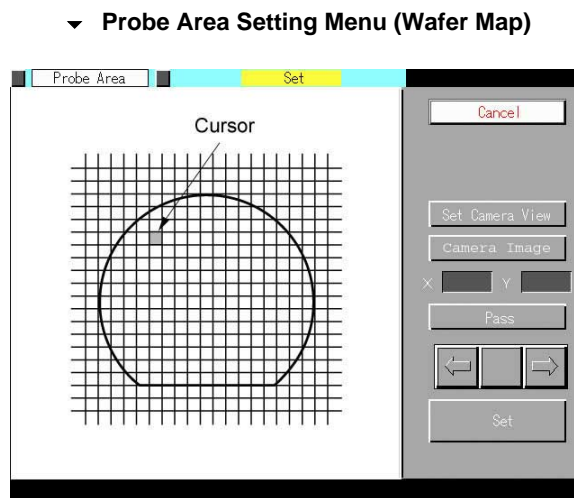 Probe Area Setting Menu (Wafer Map)
Probe Area
Set
Cursor
Cancel
Set Camera View
Camera Image
X Y
Pass
Set